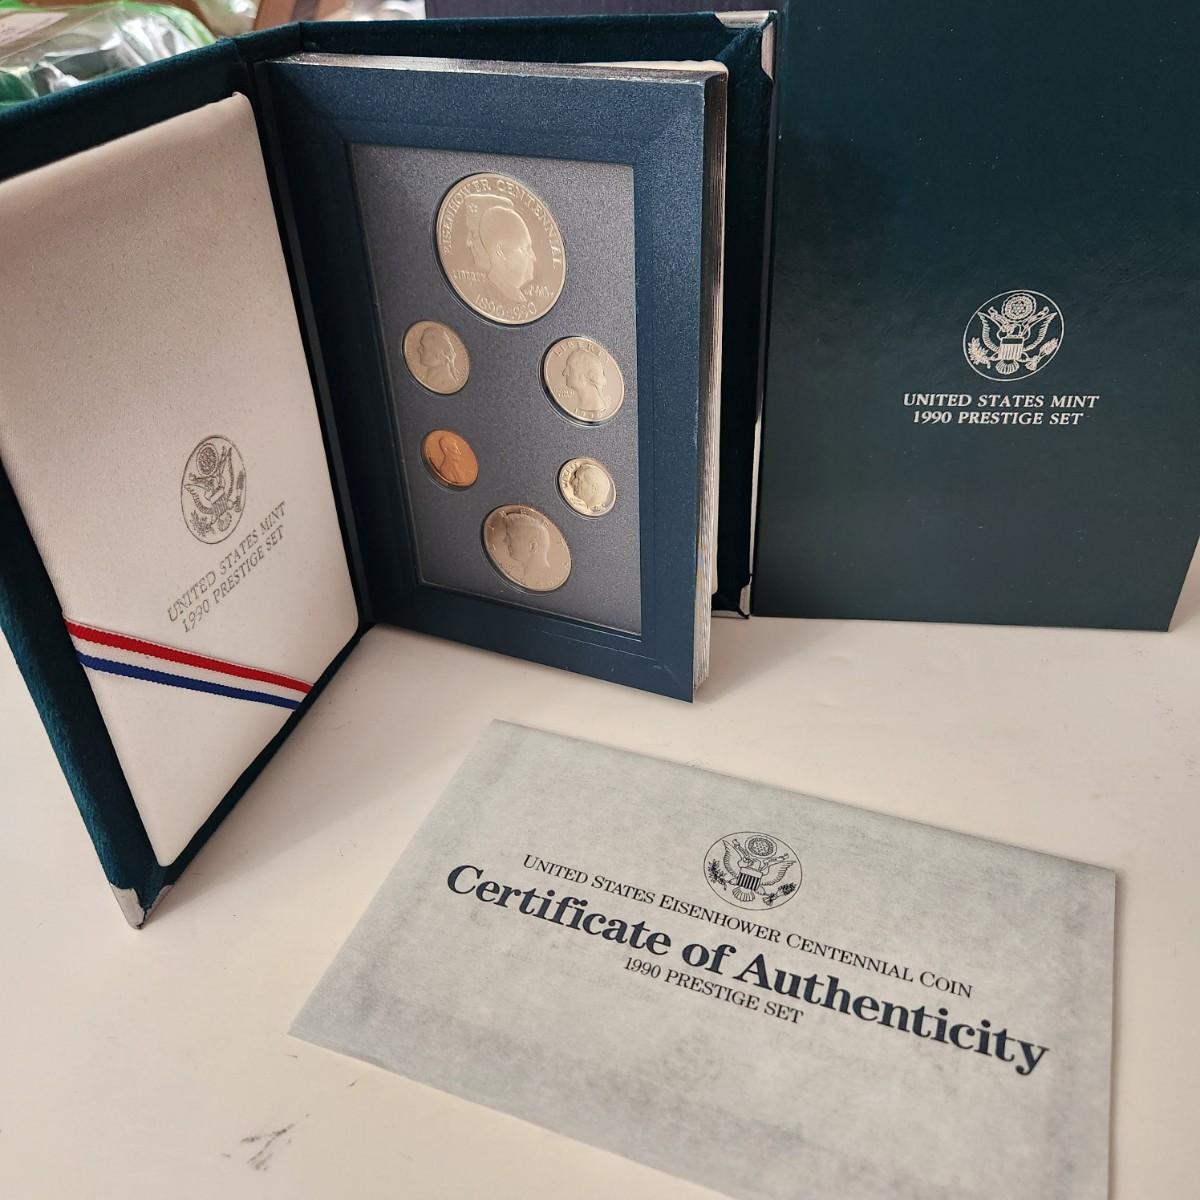 UNITED STATES MINT
1990 PRESTIGE SET
EISENHOWER CENTENNIAL
LIBERTY
1890-1990
LIBERTY
UNITED STATES MINT
1990 PRESTIGE SET
UNITED STATES EISENHOWER CENTENNIAL COIN
Certificate of Authenticity
1990 PRESTIGE SET